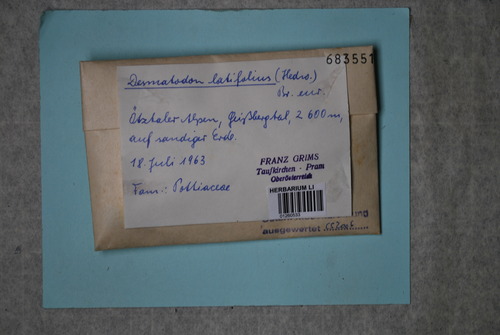 683551
Dermatodon latifolius (Hedw.)
Br. eur.
Ötztaler Alpen, Geißbergtal, 2 600 m,
auf sandiger Erde.
18. Juli 1963
FRANZ GRIMS
Taufkirchen - Pram
Oberösterreich
Fam.: Pottiaceae
HERBARIUM LI
ausgewertet